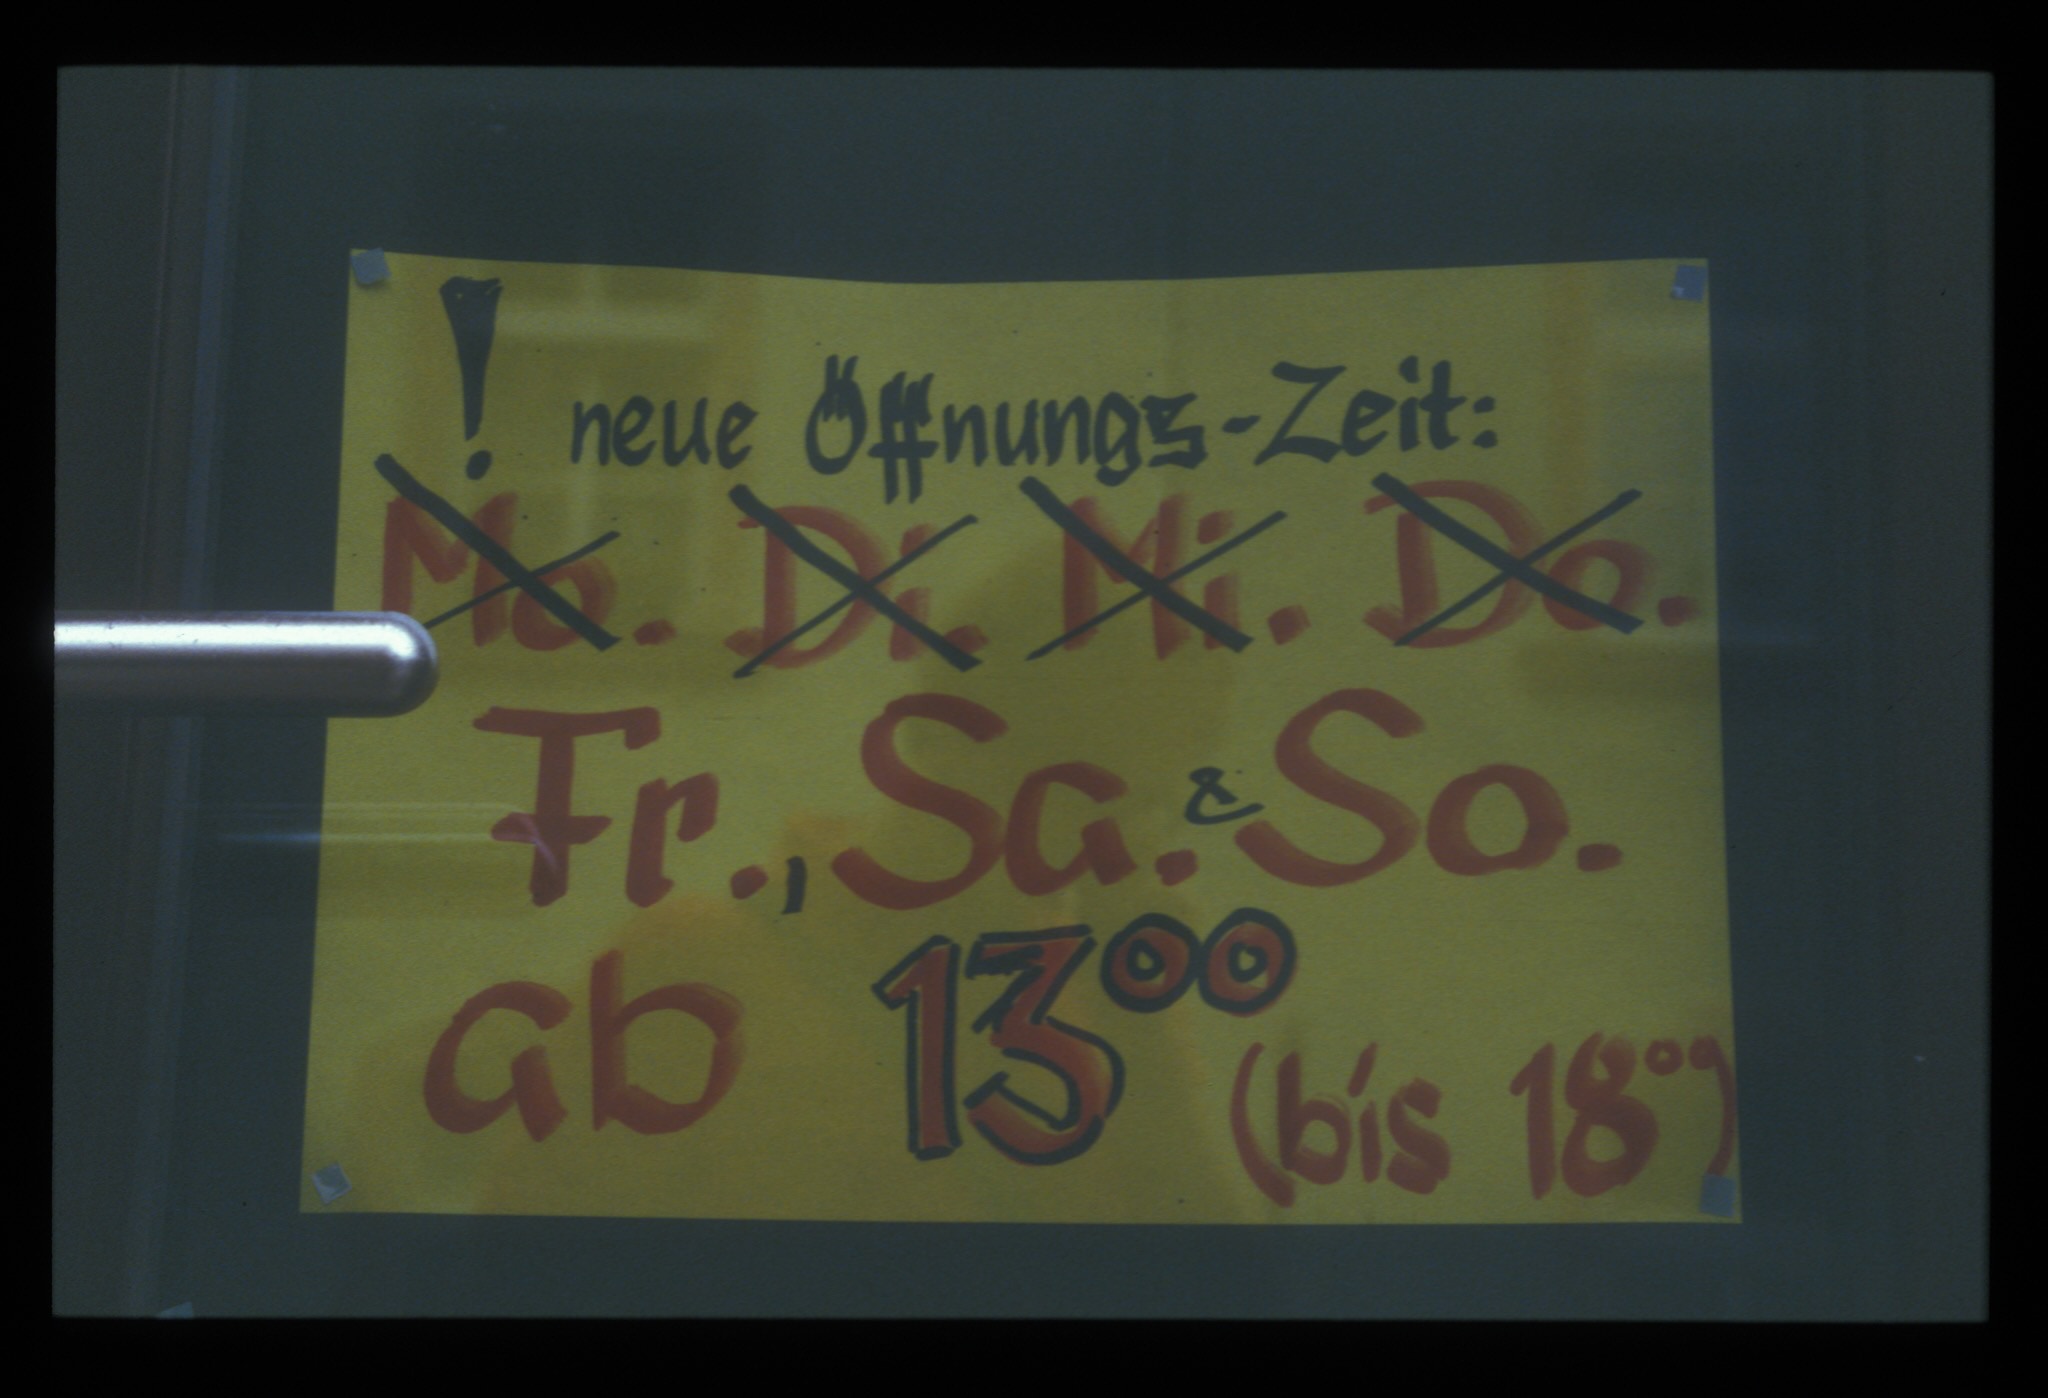 ! neue Öffnungs-Zeit:
Mo. Di. Mi. Do.
Fr., Sa. & So.
ab 13⁰⁰
(bis 18⁰⁰)